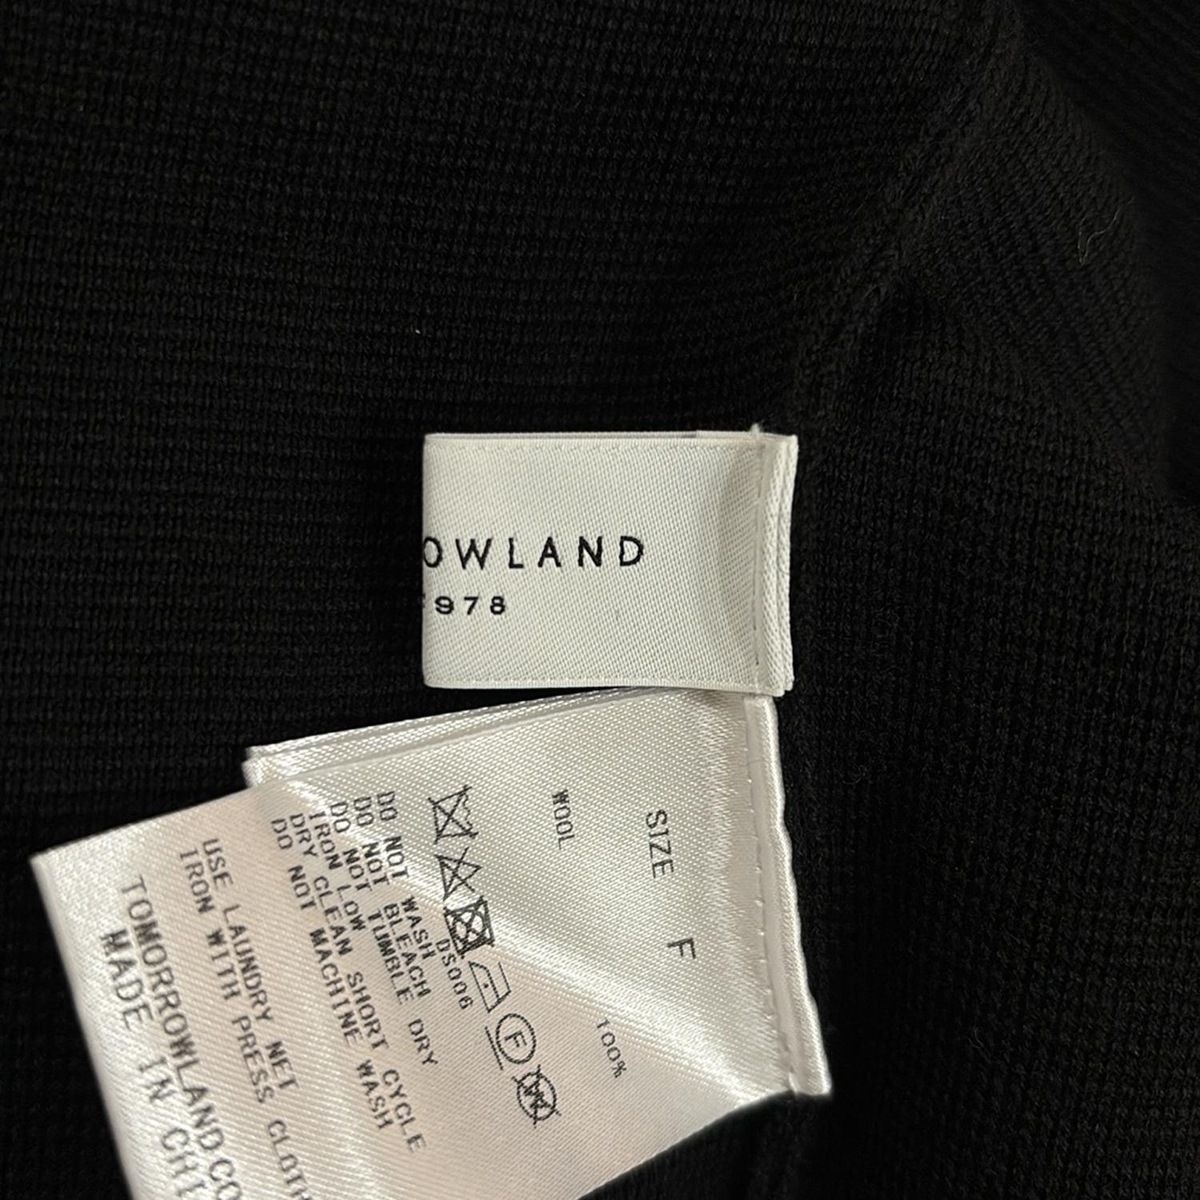 OWLAND
978
SIZE F
WOOL 100%
DS006
DO NOT WASH
DO NOT BLEACH
DO NOT TUMBLE DRY
IRON LOW
DRY CLEAN SHORT CYCLE
DO NOT MACHINE WASH
USE LAUNDRY NET
IRON WITH PRESS CLOTH
TOMORROWLAND CO
MADE IN CHI